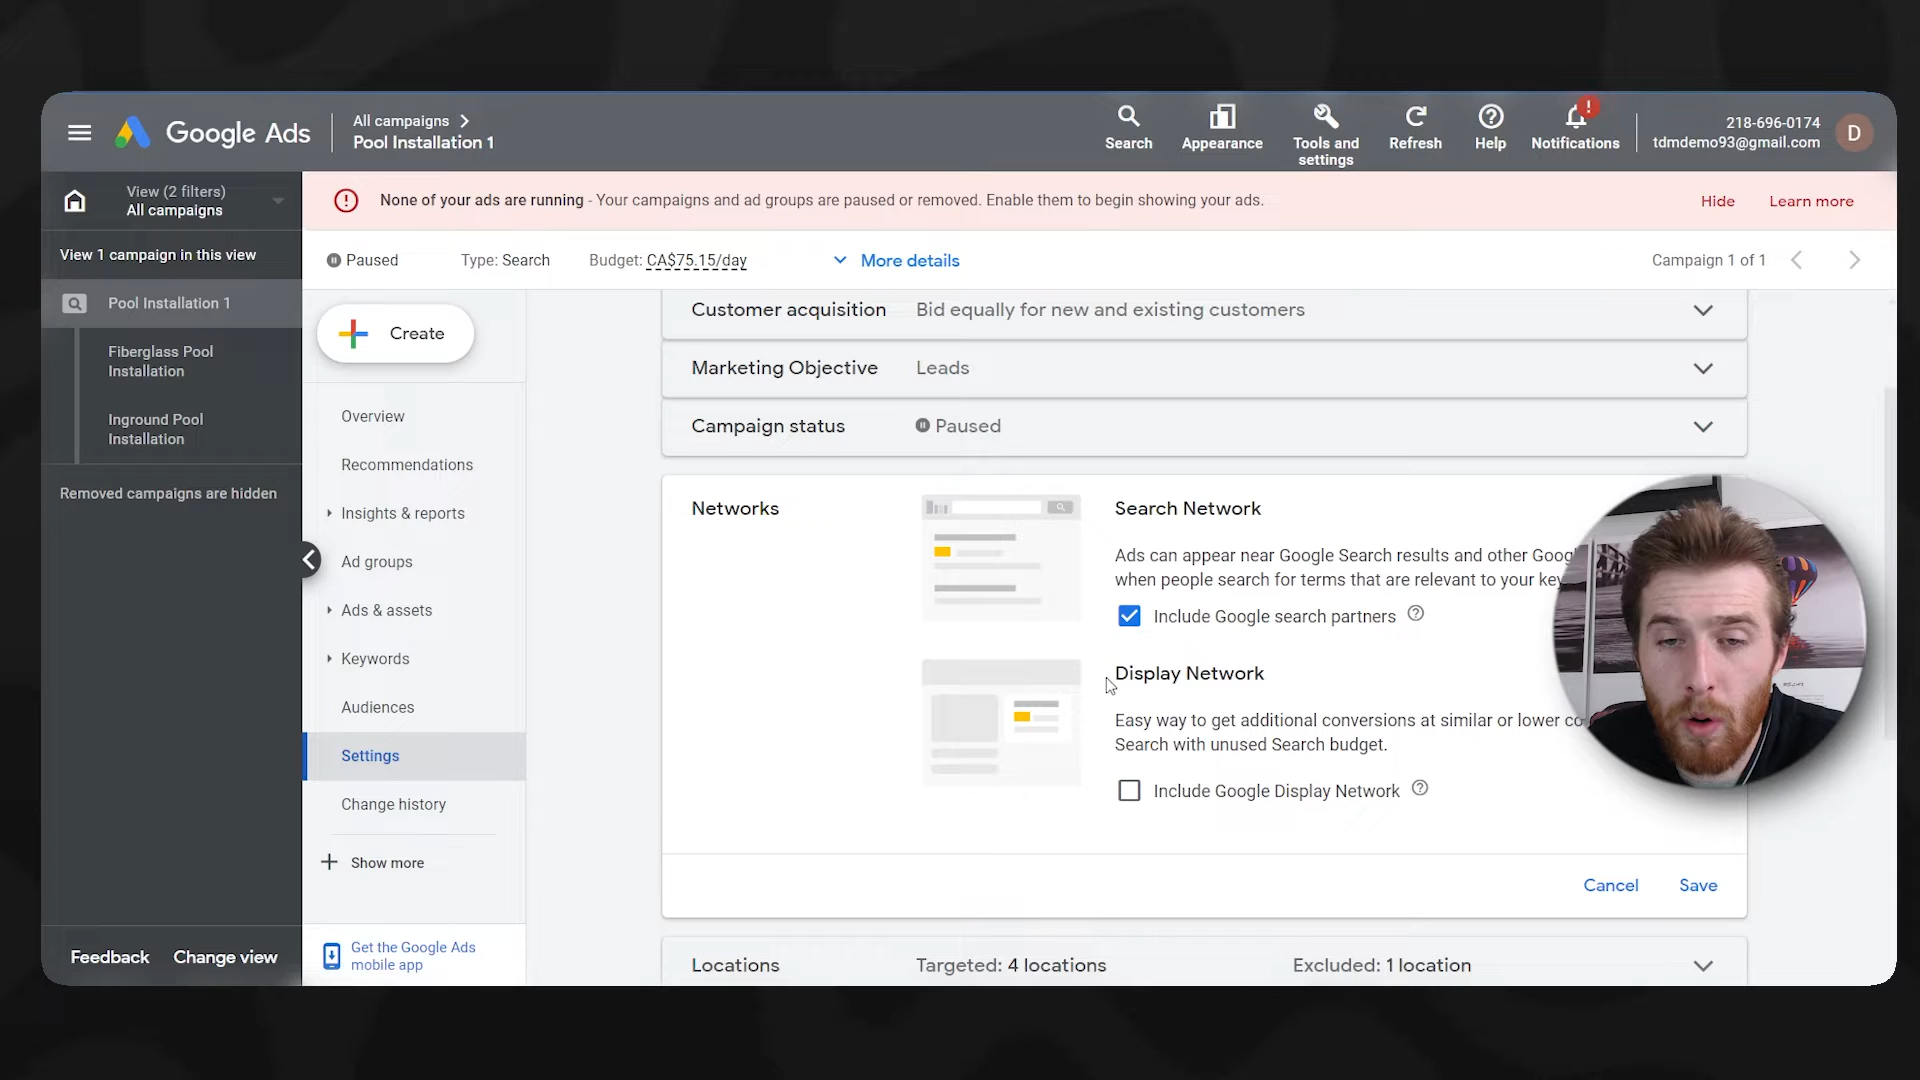 Google Ads
All campaigns
Pool Installation 1
Search
Appearance
Tools and
settings
Refresh
Help
Notifications
!
218-696-0174
tdmdemo93@gmail.com
D
View (2 filters)
All campaigns
None of your ads are running - Your campaigns and ad groups are paused or removed. Enable them to begin showing your ads.
Hide
Learn more
View 1 campaign in this view
Paused
Type: Search
Budget: CA$75.15/day
More details
Campaign 1 of 1
Pool Installation 1
Fiberglass Pool
Installation
Inground Pool
Installation
Removed campaigns are hidden
Feedback
Change view
Create
Overview
Recommendations
Insights & reports
Ad groups
Ads & assets
Keywords
Audiences
Settings
Change history
Show more
Get the Google Ads
mobile app
Customer acquisition
Bid equally for new and existing customers
Marketing Objective
Leads
Campaign status
Paused
Networks
Search Network
Ads can appear near Google Search results and other Goog
when people search for terms that are relevant to your key
Include Google search partners
Display Network
Easy way to get additional conversions at similar or lower co
Search with unused Search budget.
Include Google Display Network
Cancel
Save
Locations
Targeted: 4 locations
Excluded: 1 location